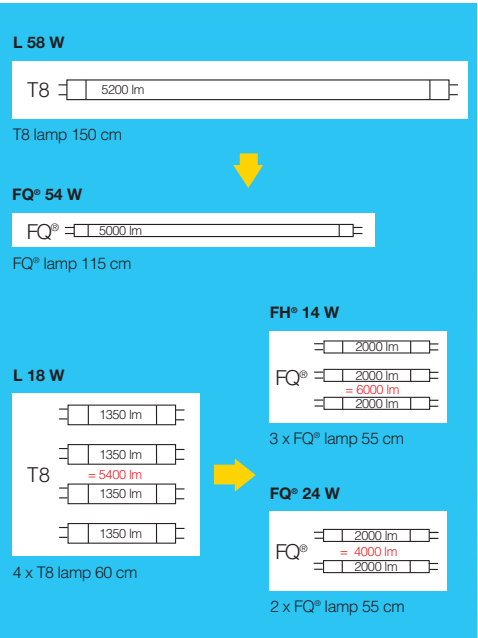 L 58 W
T8
5200 lm
T8 lamp 150 cm
FQ® 54 W
FQ®
5000 lm
FQ® lamp 115 cm
L 18 W
T8
1350 lm
1350 lm
= 5400 lm
1350 lm
1350 lm
4 x T8 lamp 60 cm
FH® 14 W
FQ®
2000 lm
2000 lm
= 6000 lm
2000 lm
3 x FQ® lamp 55 cm
FQ® 24 W
FQ®
2000 lm
= 4000 lm
2000 lm
2 x FQ® lamp 55 cm